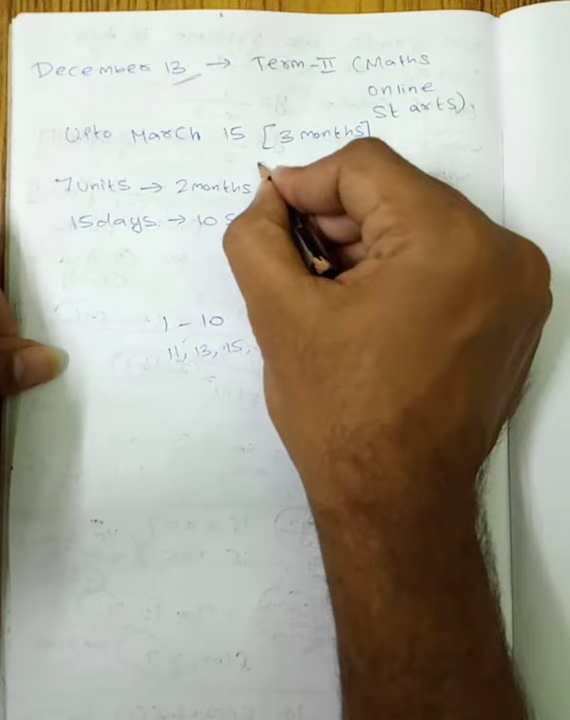 December 13 → Term-II (Maths
online
Starts).
Upto March 15 [3 months]
7 units → 2 months
15 days → 10
1 - 10
11, 13, 15,